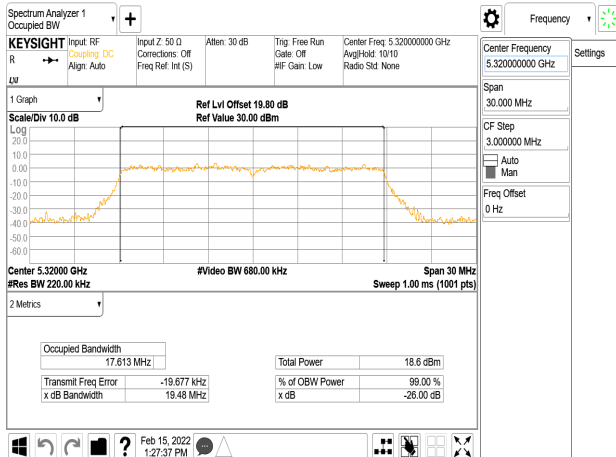 Spectrum Analyzer 1
Occupied BW
Frequency
KEYSIGHT
R
Input: RF
Coupling: DC
Align: Auto
Input Z: 50 Ω
Corrections: Off
Freq Ref: Int (S)
Atten: 30 dB
Trig: Free Run
Gate: Off
#IF Gain: Low
Center Freq: 5.320000000 GHz
Avg|Hold: 10/10
Radio Std: None
Center Frequency
5.320000000 GHz
Settings
Span
30.000 MHz
CF Step
3.000000 MHz
Auto
Man
Freq Offset
0 Hz
1 Graph
Scale/Div 10.0 dB
Ref Lvl Offset 19.80 dB
Ref Value 30.00 dBm
Log
20.0
10.0
0.00
-10.0
-20.0
-30.0
-40.0
-50.0
-60.0
Center 5.32000 GHz
#Res BW 220.00 kHz
#Video BW 680.00 kHz
Span 30 MHz
Sweep 1.00 ms (1001 pts)
2 Metrics
Occupied Bandwidth
17.613 MHz
Total Power 18.6 dBm
Transmit Freq Error -19.677 kHz
% of OBW Power 99.00 %
x dB Bandwidth 19.48 MHz
x dB -26.00 dB
?
Feb 15, 2022
1:27:37 PM